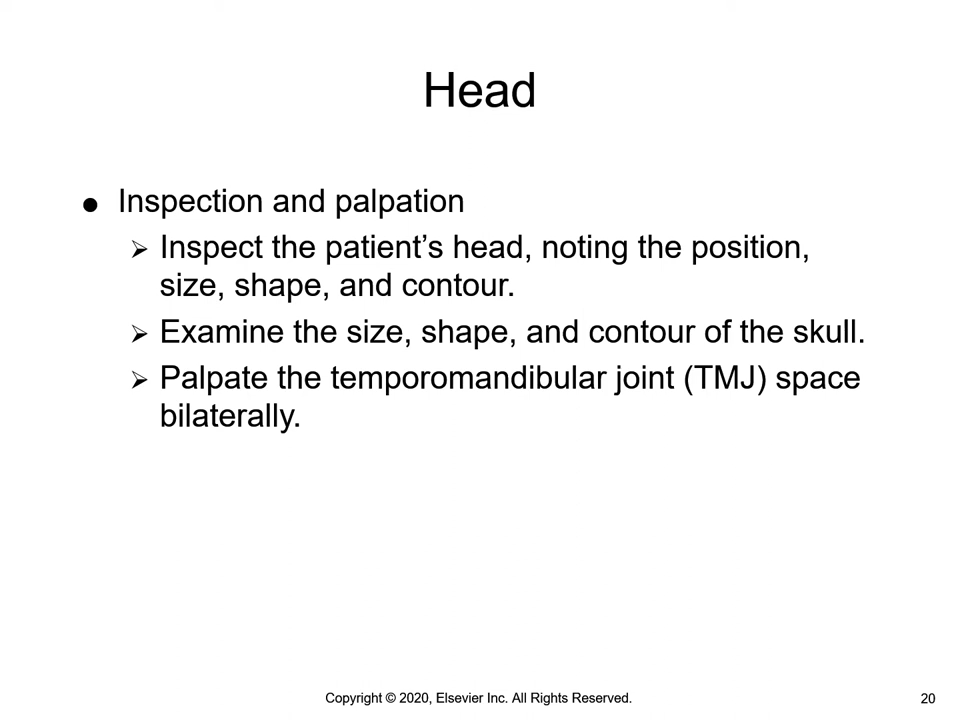 Head
● Inspection and palpation
➢ Inspect the patient’s head, noting the position,
size, shape, and contour.
➢ Examine the size, shape, and contour of the skull.
➢ Palpate the temporomandibular joint (TMJ) space
bilaterally.
Copyright © 2020, Elsevier Inc. All Rights Reserved.
20